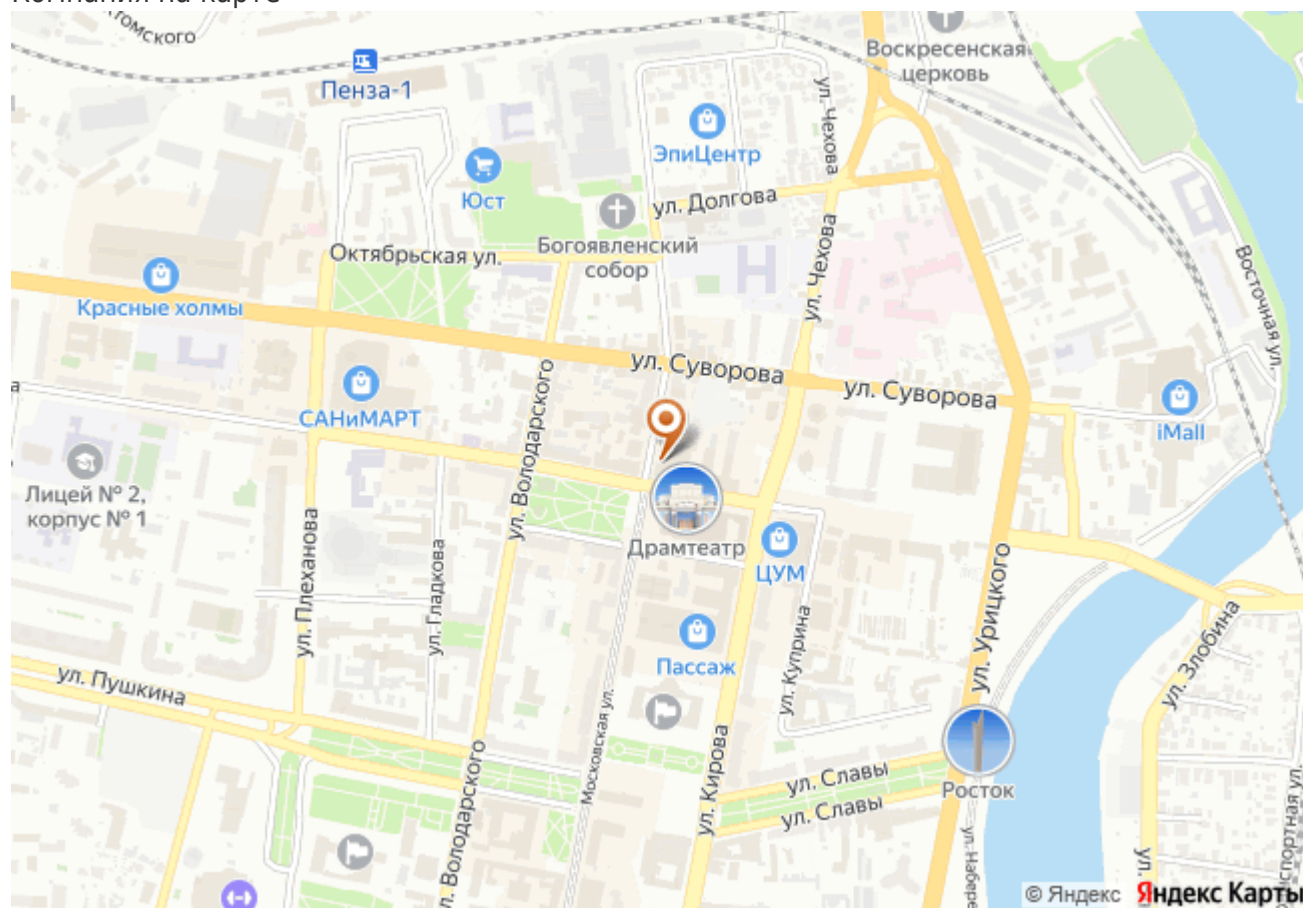 Компания на карте
Пенза-1
Воскресенская
церковь
ул. Чехова
ЭпиЦентр
Юст
ул. Долгова
Богоявленский
собор
Октябрьская ул.
ул. Чехова
Восточная ул.
Красные холмы
ул. Суворова
ул. Суворова
САНиМАРТ
iMall
ул. Володарского
Лицей № 2,
корпус № 1
ул. Плеханова
ул. Гладкова
Драмтеатр
ЦУМ
ул. Урицкого
ул. Злобина
ул. Куприна
Пассаж
ул. Пушкина
Московская ул.
ул. Кирова
ул. Славы
ул. Славы
Росток
ул. Володарского
© Яндекс Яндекс Карты